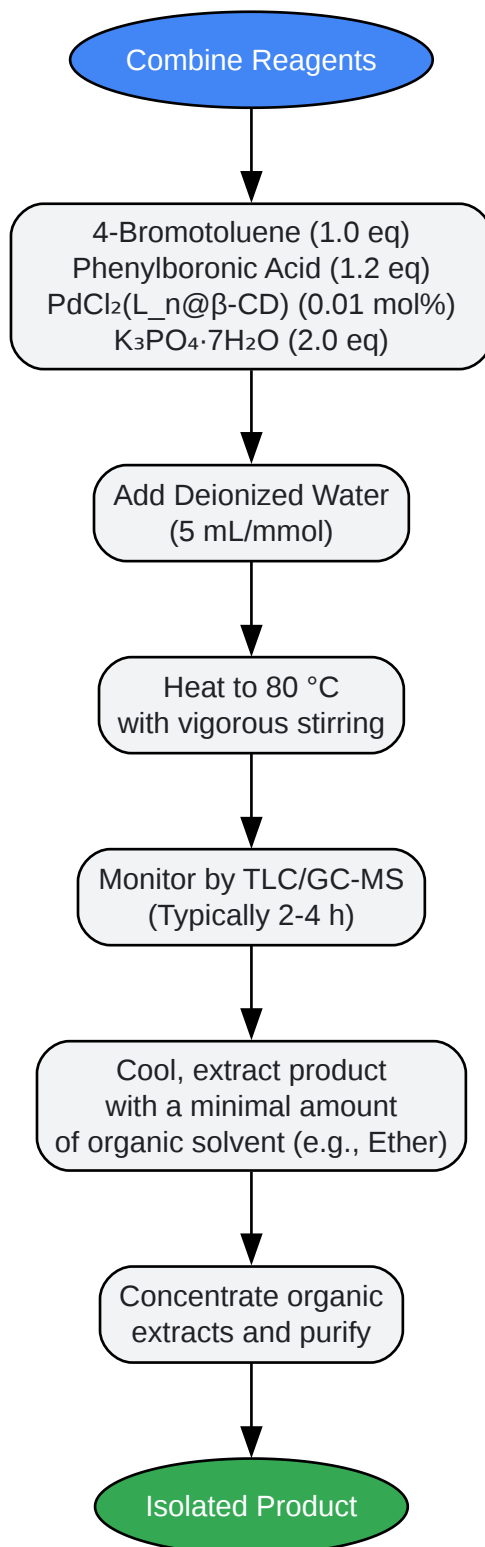 Combine Reagents
4-Bromotoluene (1.0 eq)
Phenylboronic Acid (1.2 eq)
PdCl₂(L_n@β-CD) (0.01 mol%)
K₃PO₄·7H₂O (2.0 eq)
Add Deionized Water
(5 mL/mmol)
Heat to 80 °C
with vigorous stirring
Monitor by TLC/GC-MS
(Typically 2-4 h)
Cool, extract product
with a minimal amount
of organic solvent (e.g., Ether)
Concentrate organic
extracts and purify
Isolated Product